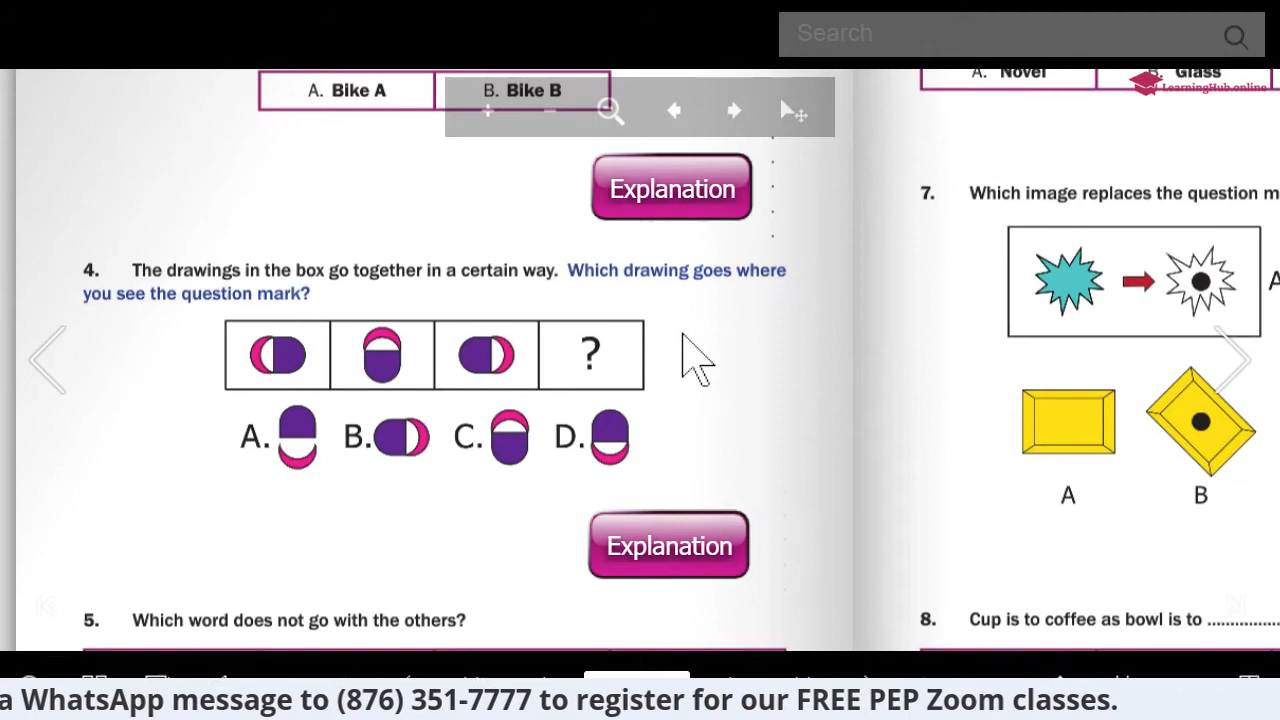 Search
A. Bike A
B. Bike B
A. Novel
B. Glass
LearningHub.online
Explanation
4. The drawings in the box go together in a certain way. Which drawing goes where
you see the question mark?
?
A.
B.
C.
D.
Explanation
5. Which word does not go with the others?
7. Which image replaces the question m
A
A
B
8. Cup is to coffee as bowl is to ................
a WhatsApp message to (876) 351-7777 to register for our FREE PEP Zoom classes.